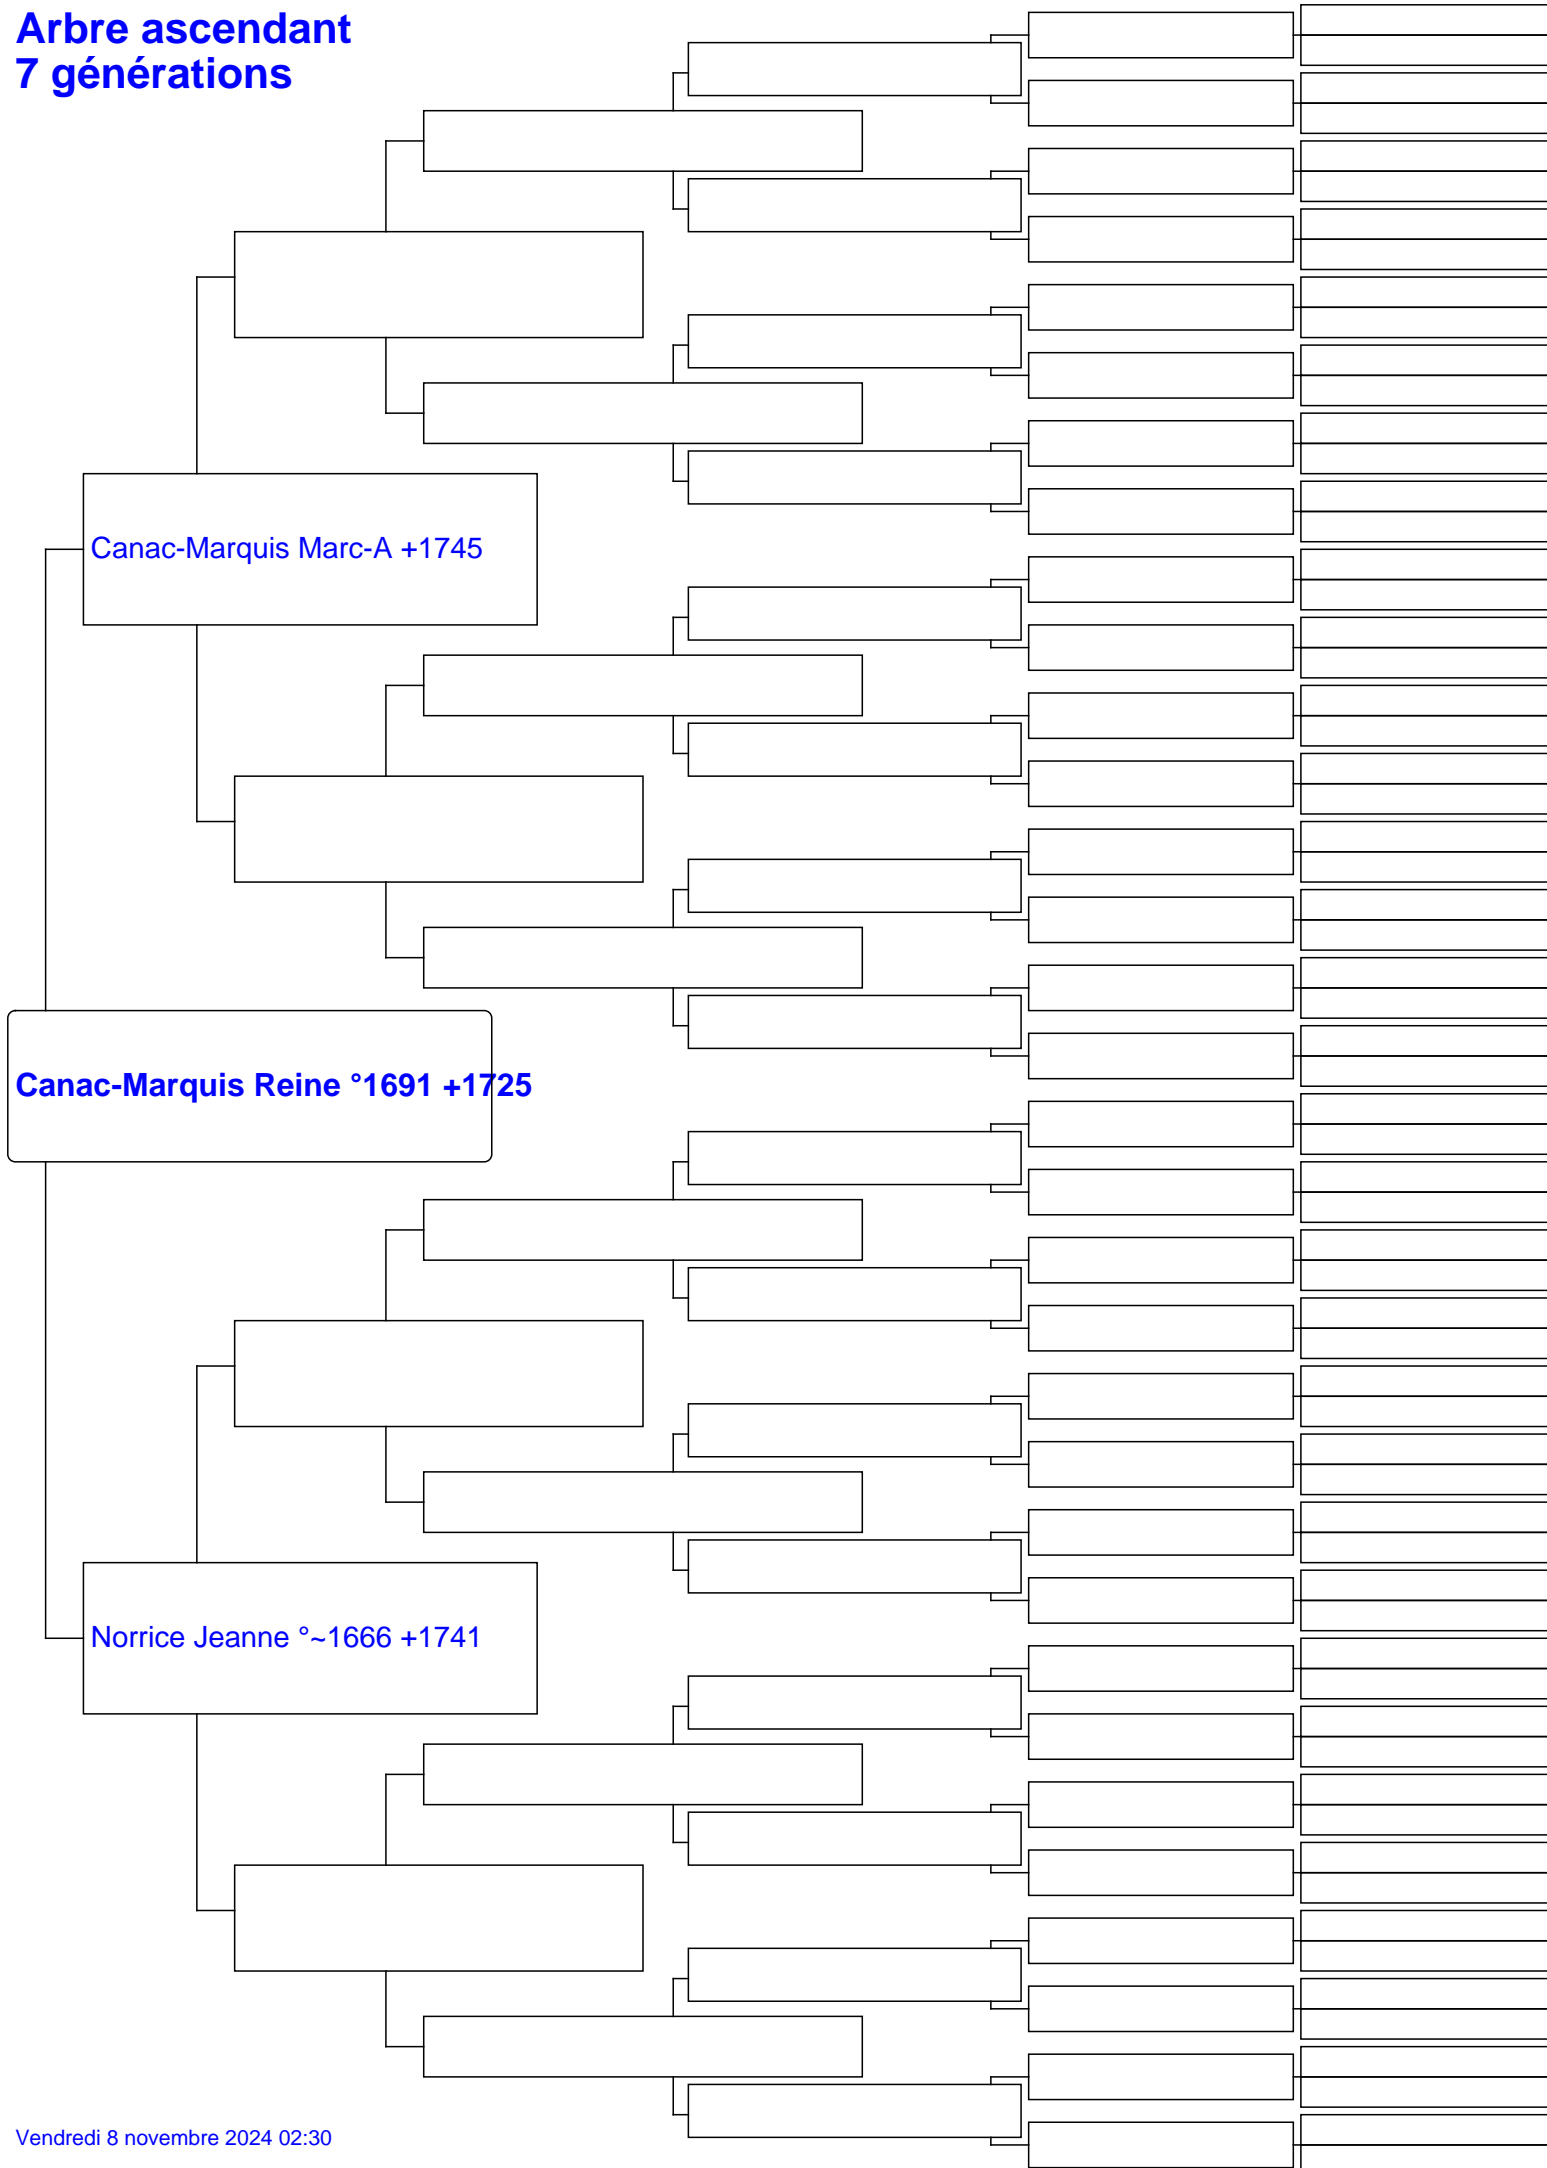 Arbre ascendant
7 générations
Canac-Marquis Marc-A +1745
Canac-Marquis Reine °1691 +1725
Norrice Jeanne °~1666 +1741
Vendredi 8 novembre 2024 02:30